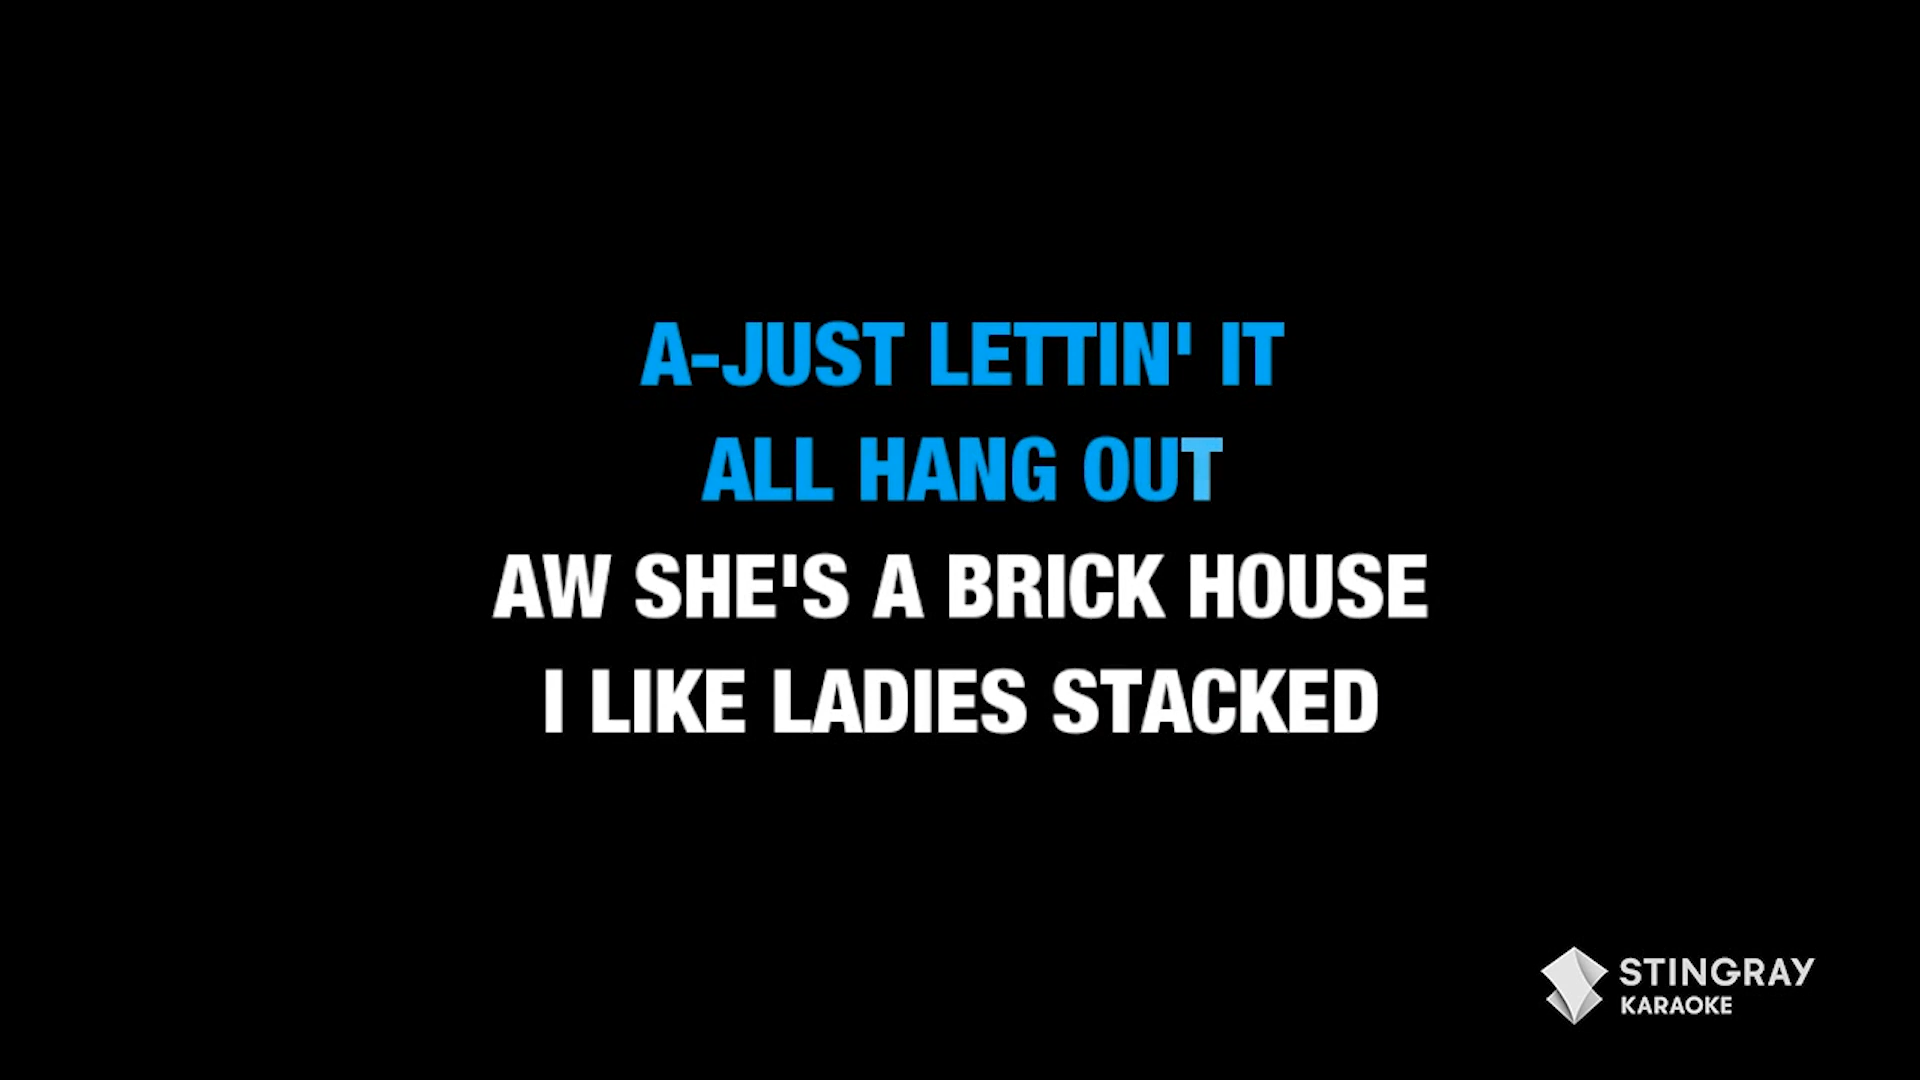 A-JUST LETTIN' IT
ALL HANG OUT
AW SHE'S A BRICK HOUSE
I LIKE LADIES STACKED
STINGRAY
KARAOKE